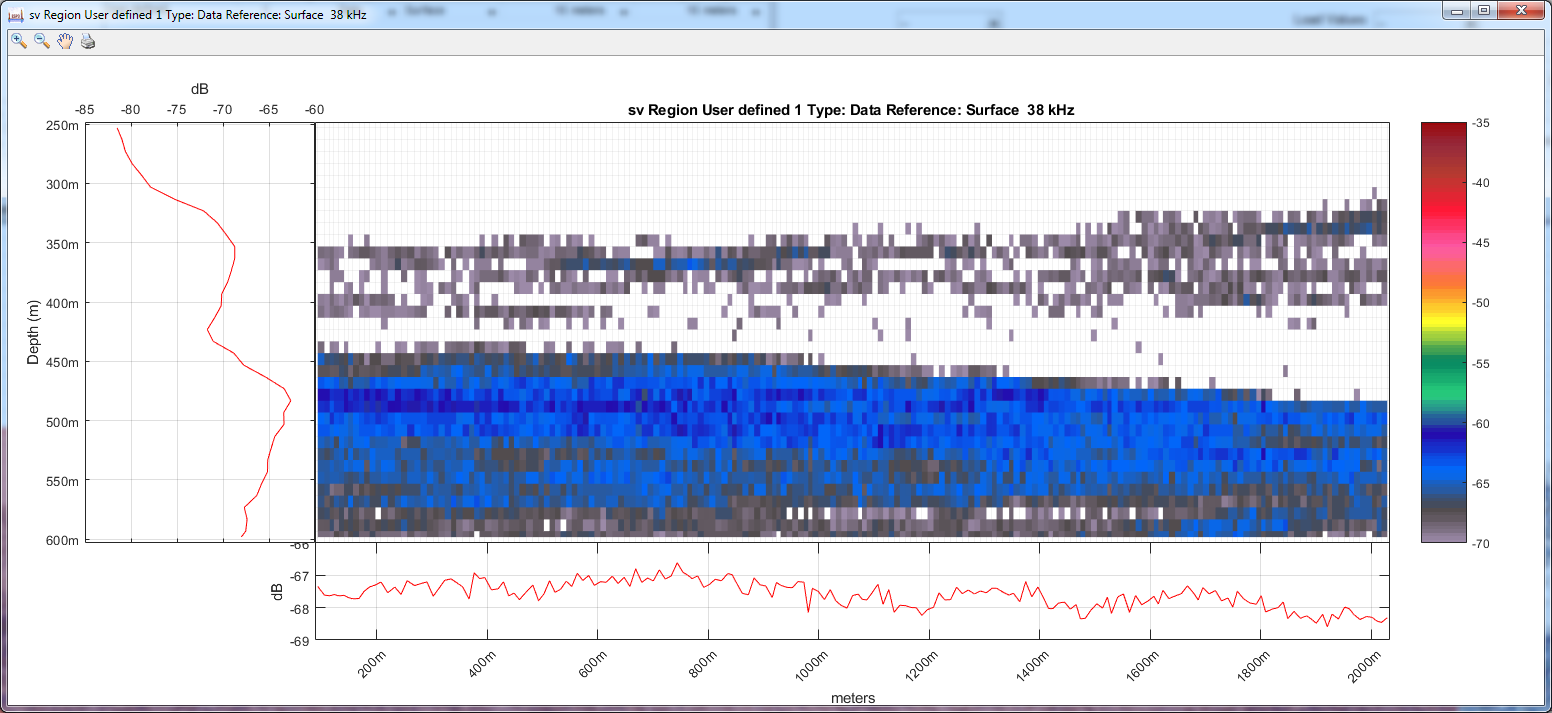 sv Region User defined 1 Type: Data Reference: Surface  38 kHz
dB
-85 -80 -75 -70 -65 -60
sv Region User defined 1 Type: Data Reference: Surface  38 kHz
Depth (m)
250m
300m
350m
400m
450m
500m
550m
600m
-35
-40
-45
-50
-55
-60
-65
-70
dB
-66
-67
-68
-69
200m 400m 600m 800m 1000m 1200m 1400m 1600m 1800m 2000m
meters